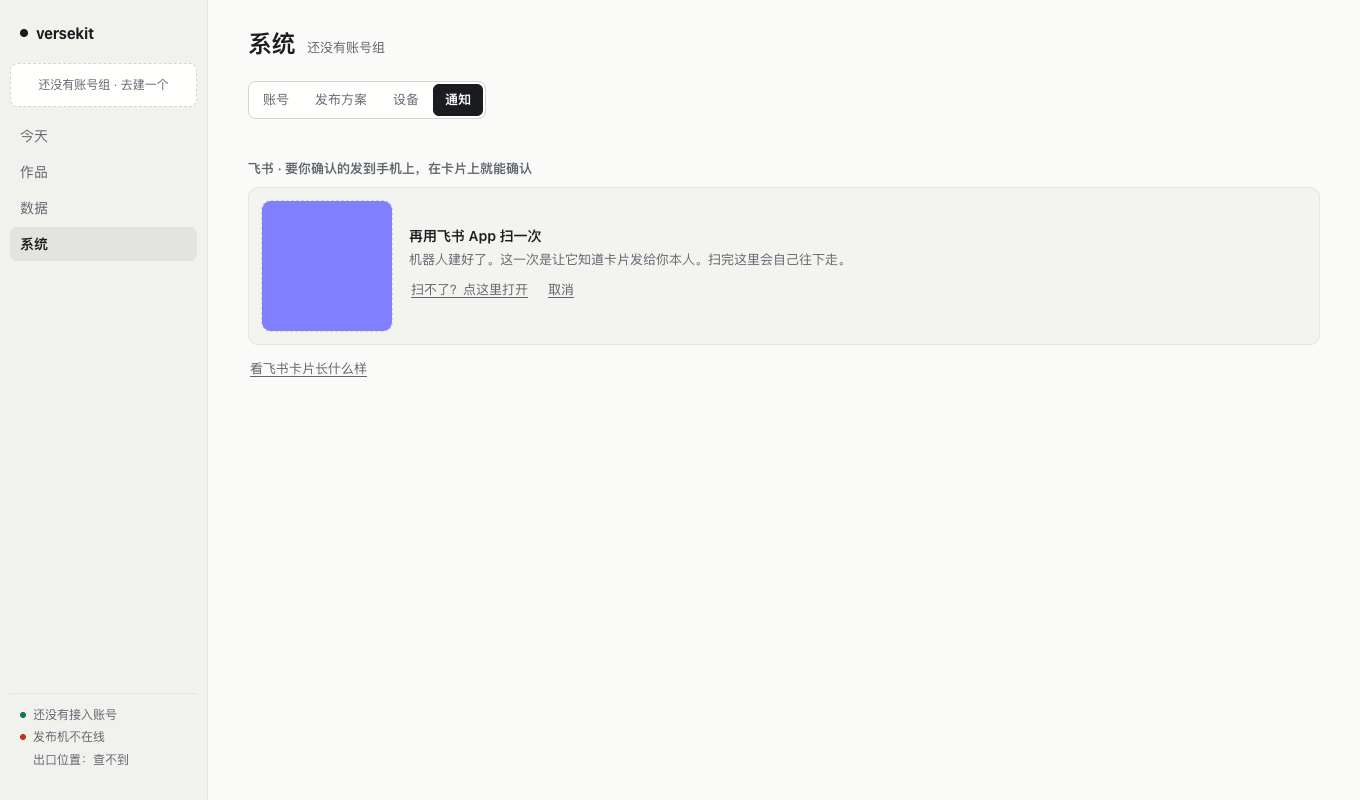 versekit
还没有账号组 · 去建一个
今天
作品
数据
系统
还没有接入账号
发布机不在线
出口位置：查不到
系统 还没有账号组
账号 发布方案 设备 通知
飞书 · 要你确认的发到手机上，在卡片上就能确认
再用飞书 App 扫一次
机器人建好了。这一次是让它知道卡片发给你本人。扫完这里会自己往下走。
扫不了？点这里打开 取消
看飞书卡片长什么样